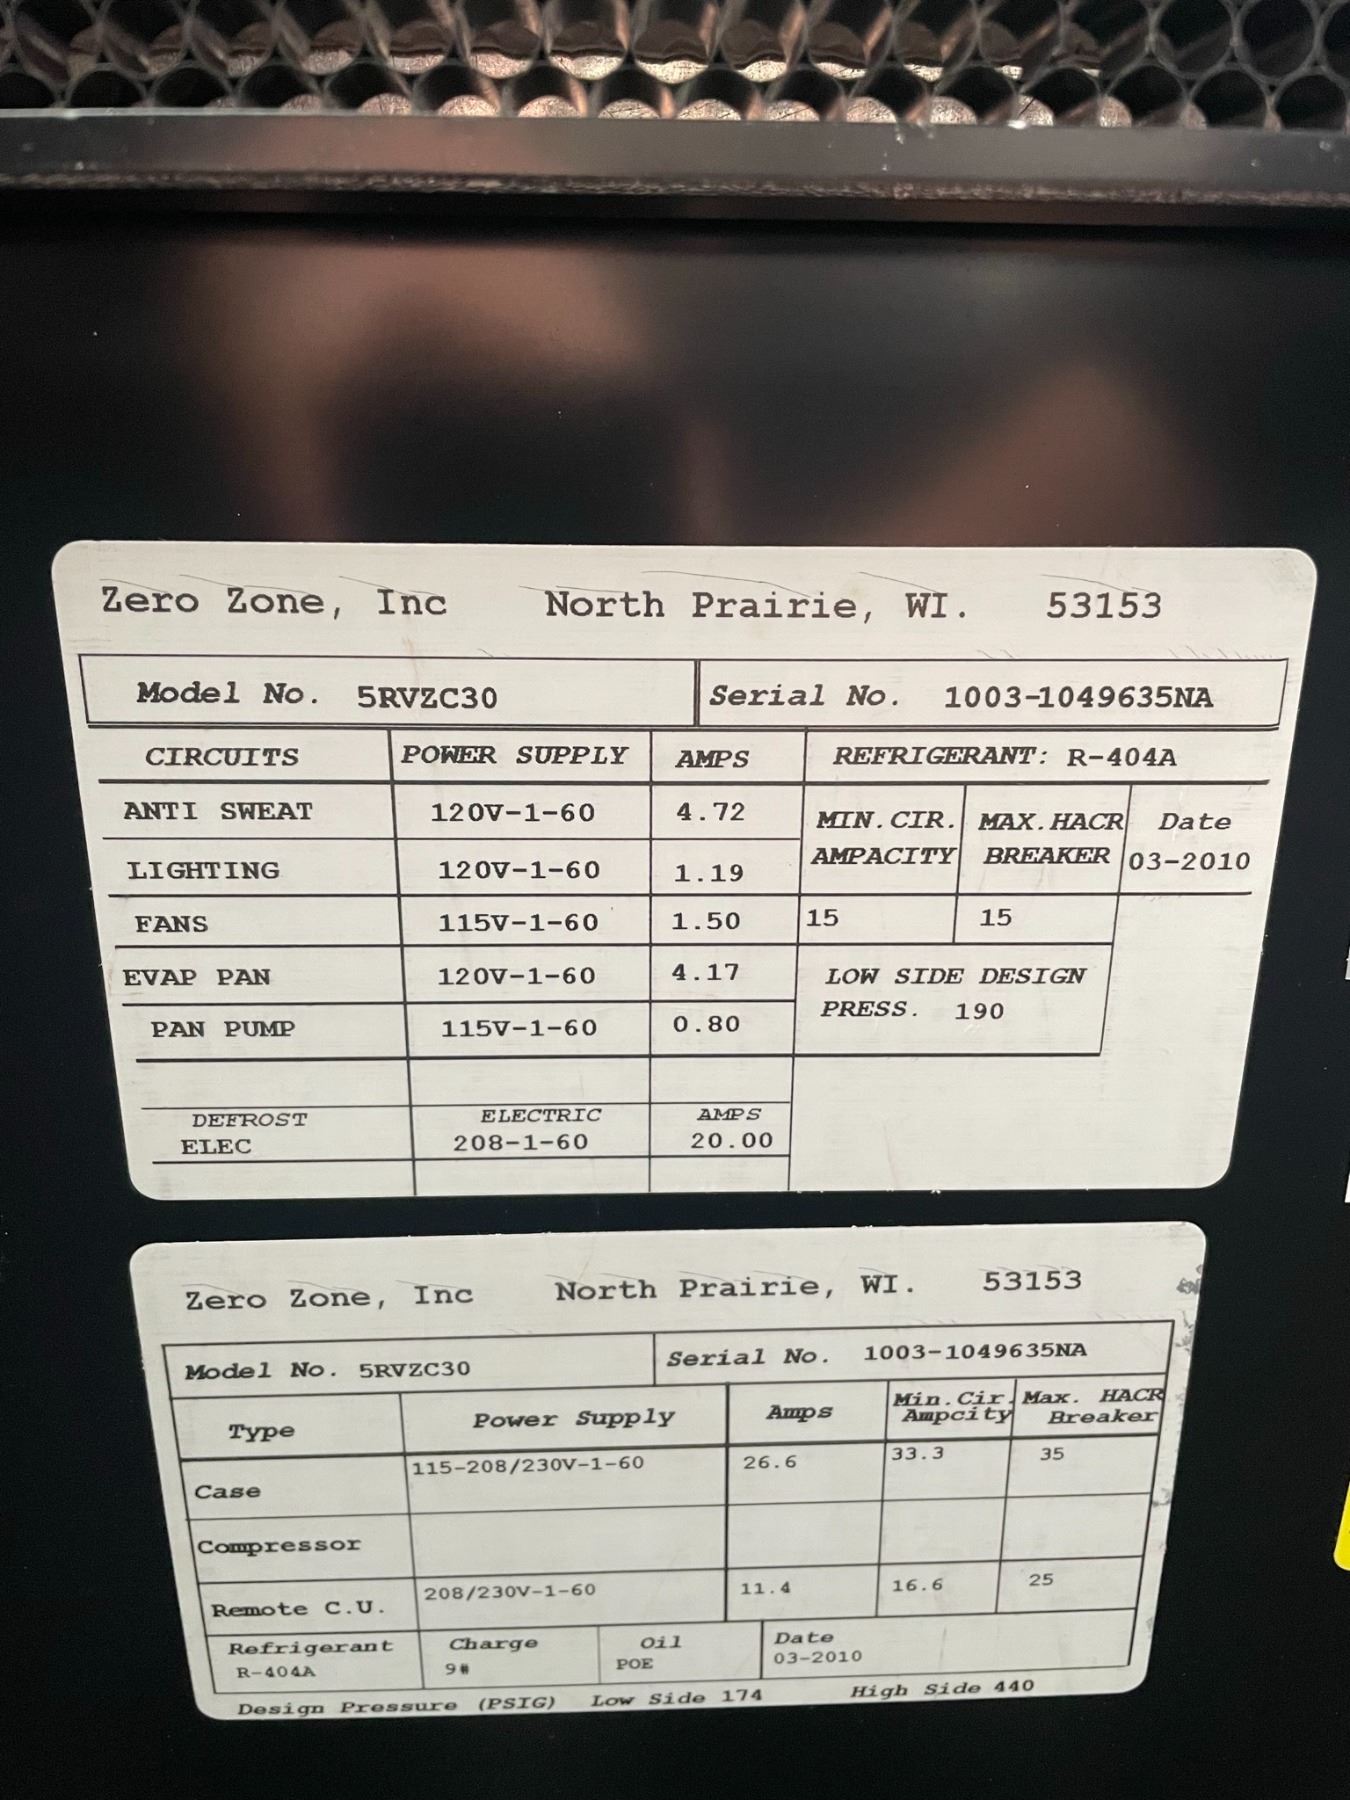 Zero Zone, Inc North Prairie, WI. 53153
Model No. 5RVZC30 Serial No. 1003-1049635NA
CIRCUITS POWER SUPPLY AMPS REFRIGERANT: R-404A
ANTI SWEAT 120V-1-60 4.72 MIN.CIR. AMPACITY MAX.HACR BREAKER Date 03-2010
LIGHTING 120V-1-60 1.19
FANS 115V-1-60 1.50 15 15
EVAP PAN 120V-1-60 4.17 LOW SIDE DESIGN
PAN PUMP 115V-1-60 0.80 PRESS. 190
DEFROST ELECTRIC AMPS
ELEC 208-1-60 20.00
Zero Zone, Inc North Prairie, WI. 53153
Model No. 5RVZC30 Serial No. 1003-1049635NA
Type Power Supply Amps Min.Cir. Ampcity Max. HACR Breaker
Case 115-208/230V-1-60 26.6 33.3 35
Compressor
Remote C.U. 208/230V-1-60 11.4 16.6 25
Refrigerant Charge Oil Date
R-404A 9# POE 03-2010
Design Pressure (PSIG) Low Side 174 High Side 440